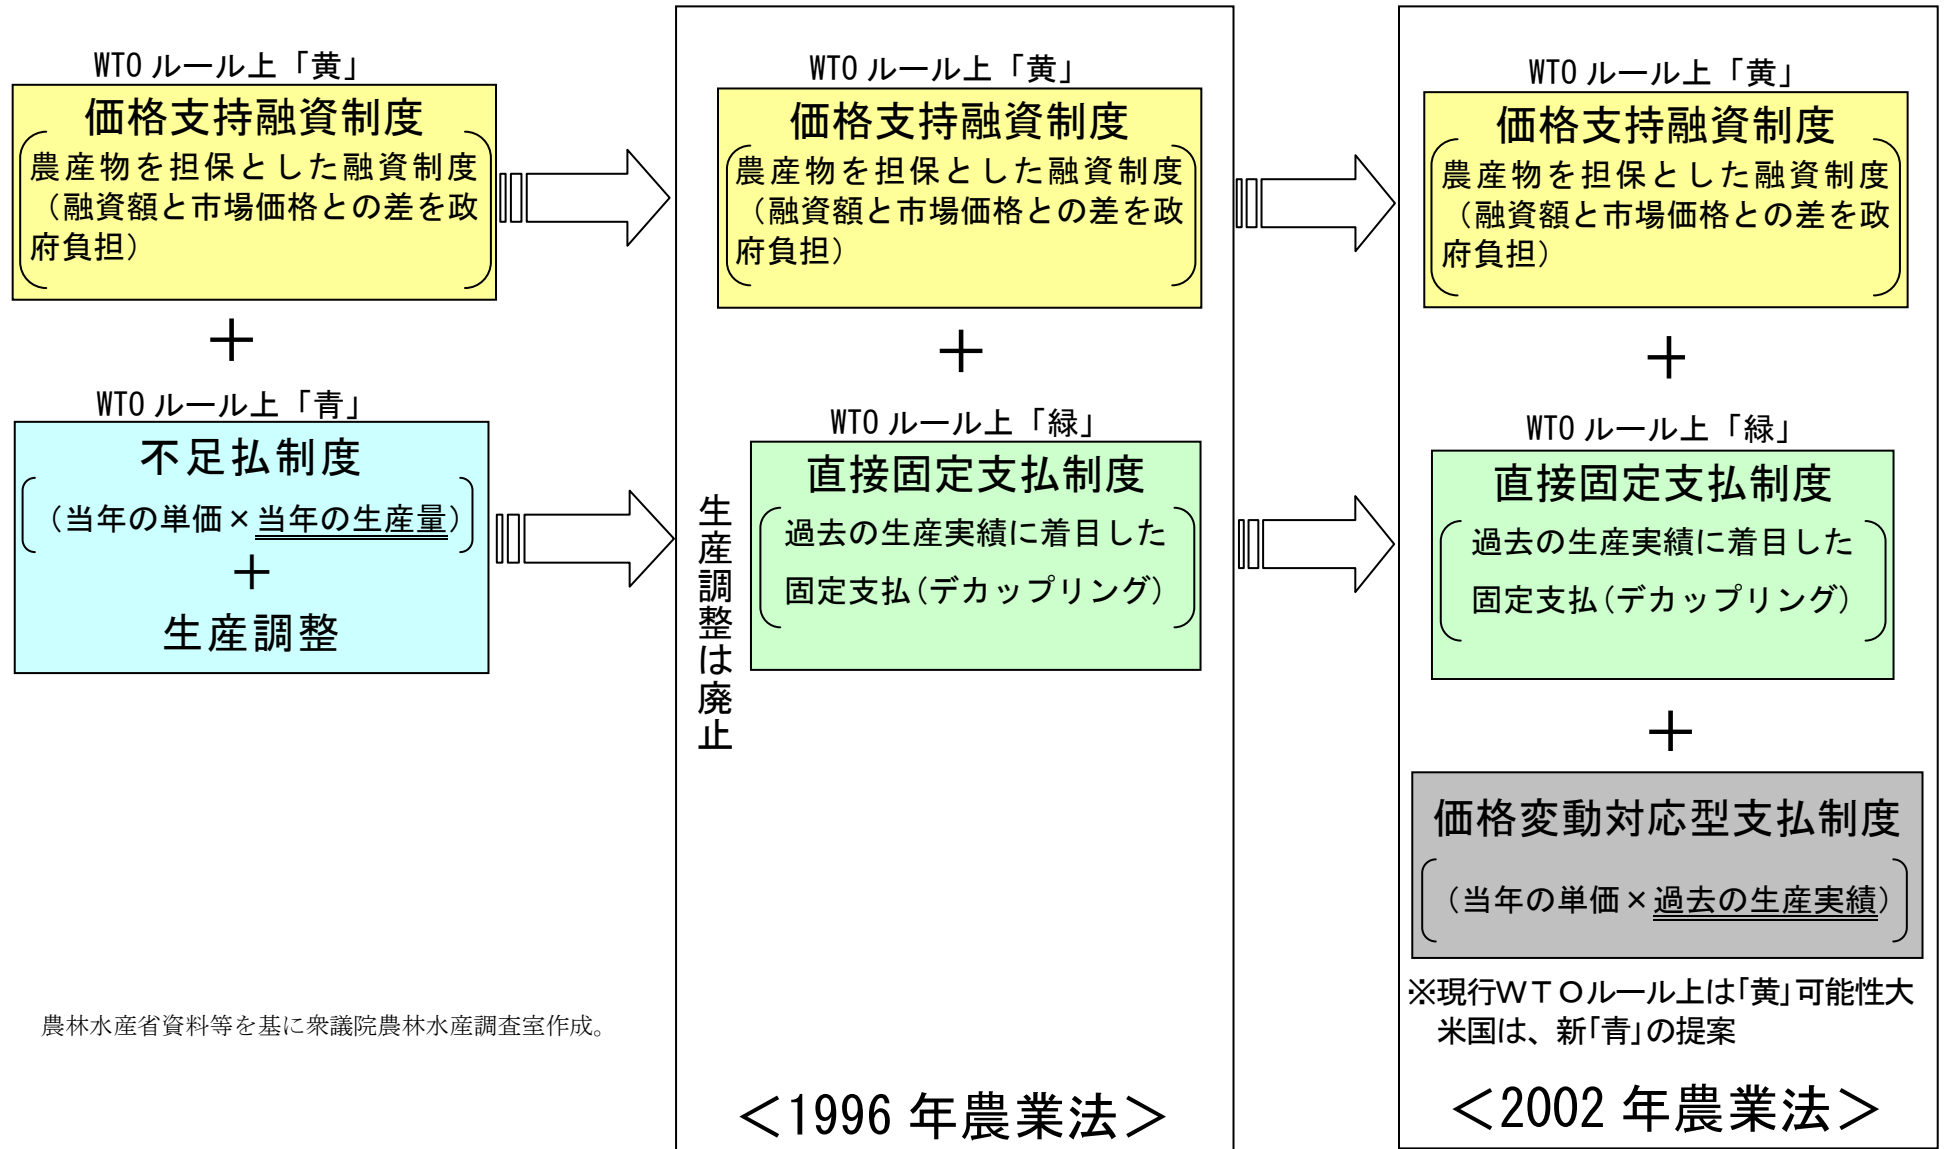 WTO ルール上「黄」
価格支持融資制度
農産物を担保とした融資制度
（融資額と市場価格との差を政
府負担）
＋
WTO ルール上「青」
不足払制度
（当年の単価×当年の生産量）
＋
生産調整
農林水産省資料等を基に衆議院農林水産調査室作成。
WTO ルール上「黄」
価格支持融資制度
農産物を担保とした融資制度
（融資額と市場価格との差を政
府負担）
＋
WTO ルール上「緑」
直接固定支払制度
過去の生産実績に着目した
固定支払（デカップリング）
生産調整は廃止
＜1996 年農業法＞
WTO ルール上「黄」
価格支持融資制度
農産物を担保とした融資制度
（融資額と市場価格との差を政
府負担）
＋
WTO ルール上「緑」
直接固定支払制度
過去の生産実績に着目した
固定支払（デカップリング）
＋
価格変動対応型支払制度
（当年の単価×過去の生産実績）
※現行ＷＴＯルール上は｢黄｣可能性大
米国は、新｢青｣の提案
＜2002 年農業法＞